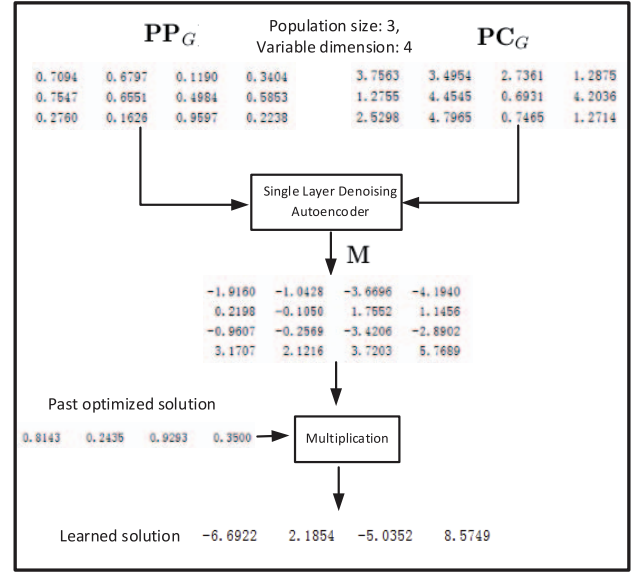 PP_G
Population size: 3,
Variable dimension: 4
PC_G
0.7094 0.6797 0.1190 0.3404
0.7547 0.6551 0.4984 0.5853
0.2760 0.1626 0.9597 0.2238
3.7563 3.4954 2.7361 1.2875
1.2755 4.4545 0.6931 4.2036
2.5298 4.7965 0.7465 1.2714
Single Layer Denoising
Autoencoder
M
-1.9160 -1.0428 -3.6696 -4.1940
0.2198 -0.1050 1.7552 1.1456
-0.9607 -0.2569 -3.4206 -2.8902
3.1707 2.1216 3.7203 5.7689
Past optimized solution
0.8143 0.2435 0.9293 0.3500
Multiplication
Learned solution -6.6922 2.1854 -5.0352 8.5749